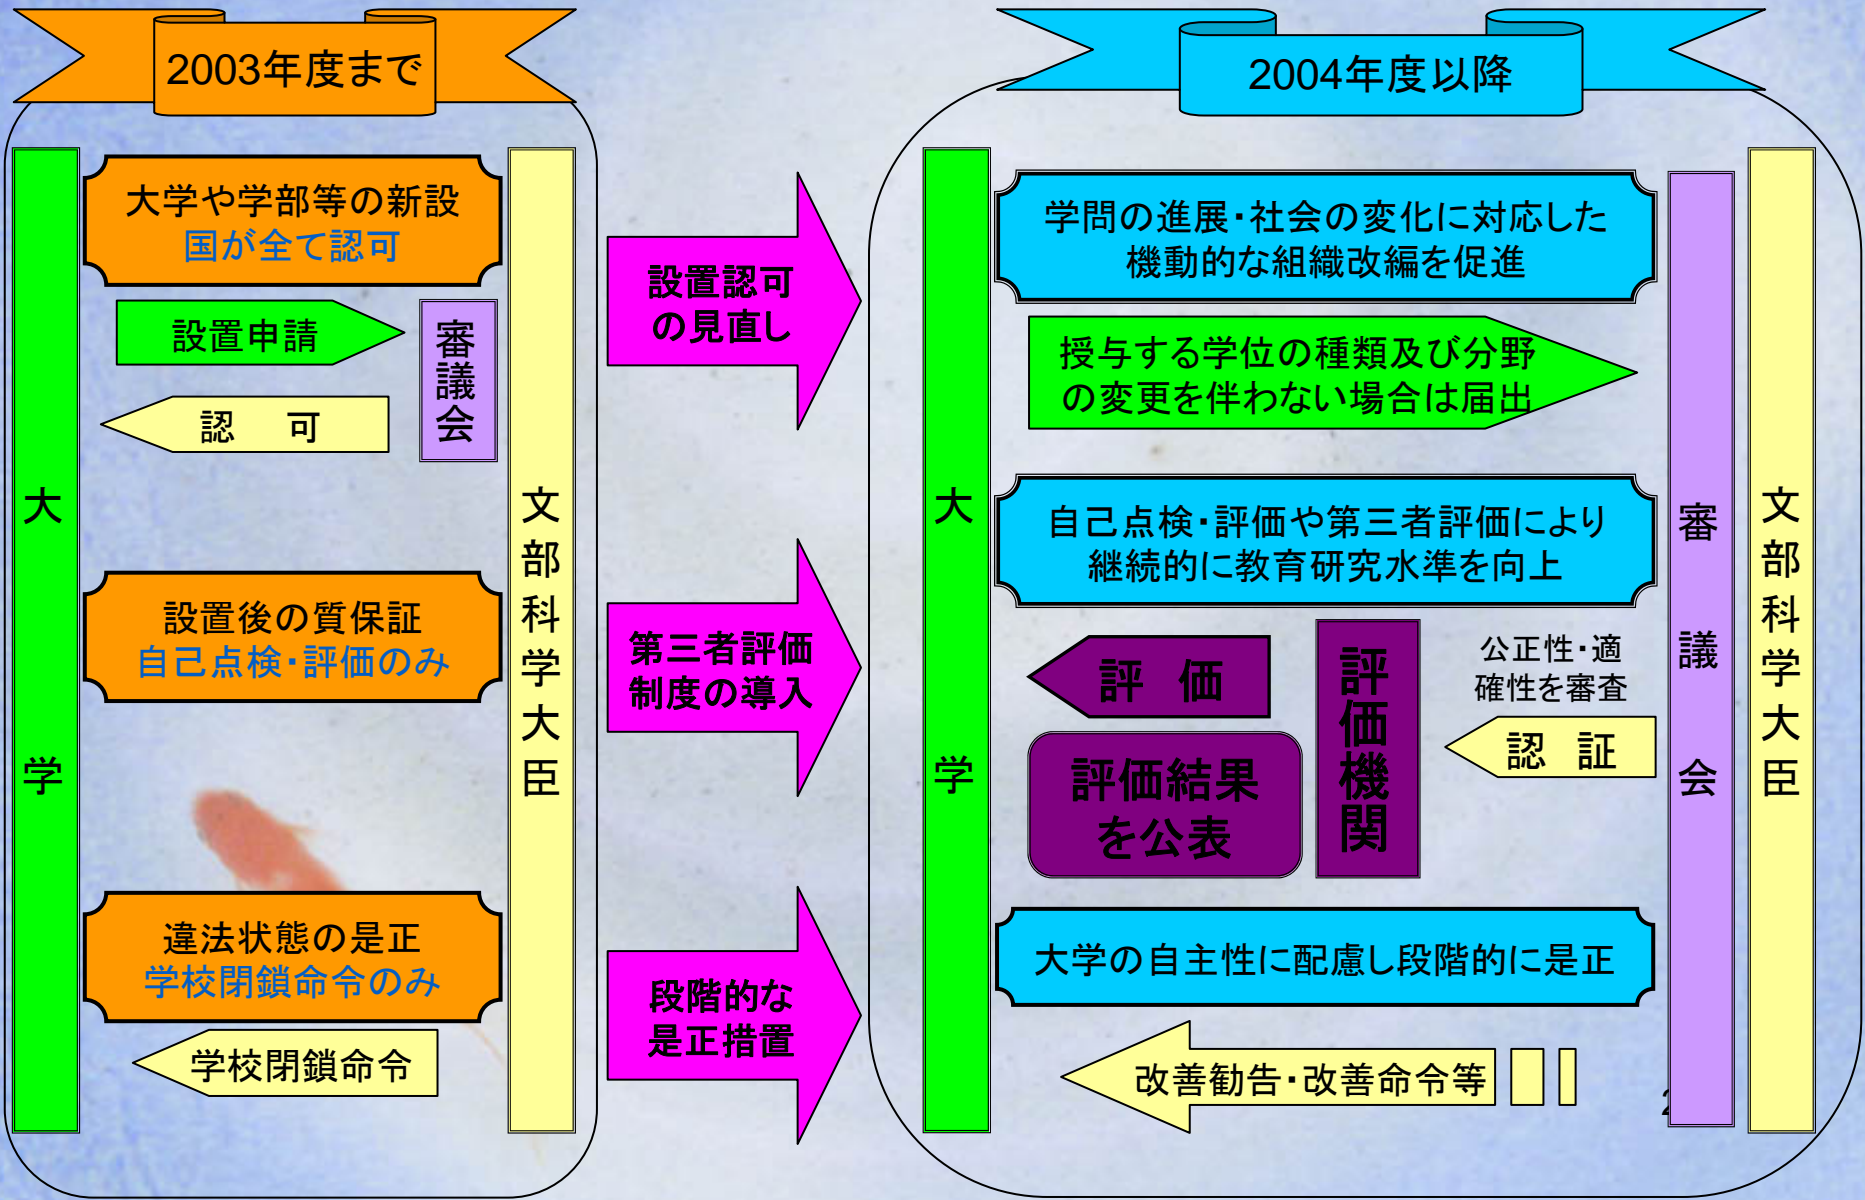 2003年度まで
大学
大学や学部等の新設
国が全て認可
設置申請
審議会
認　可
設置後の質保証
自己点検・評価のみ
違法状態の是正
学校閉鎖命令のみ
学校閉鎖命令
文部科学大臣
設置認可
の見直し
第三者評価
制度の導入
段階的な
是正措置
2004年度以降
大学
学問の進展・社会の変化に対応した
機動的な組織改編を促進
授与する学位の種類及び分野
の変更を伴わない場合は届出
自己点検・評価や第三者評価により
継続的に教育研究水準を向上
評　価
評価結果
を公表
評価機関
公正性・適
確性を審査
認　証
大学の自主性に配慮し段階的に是正
改善勧告・改善命令等
審議会
文部科学大臣